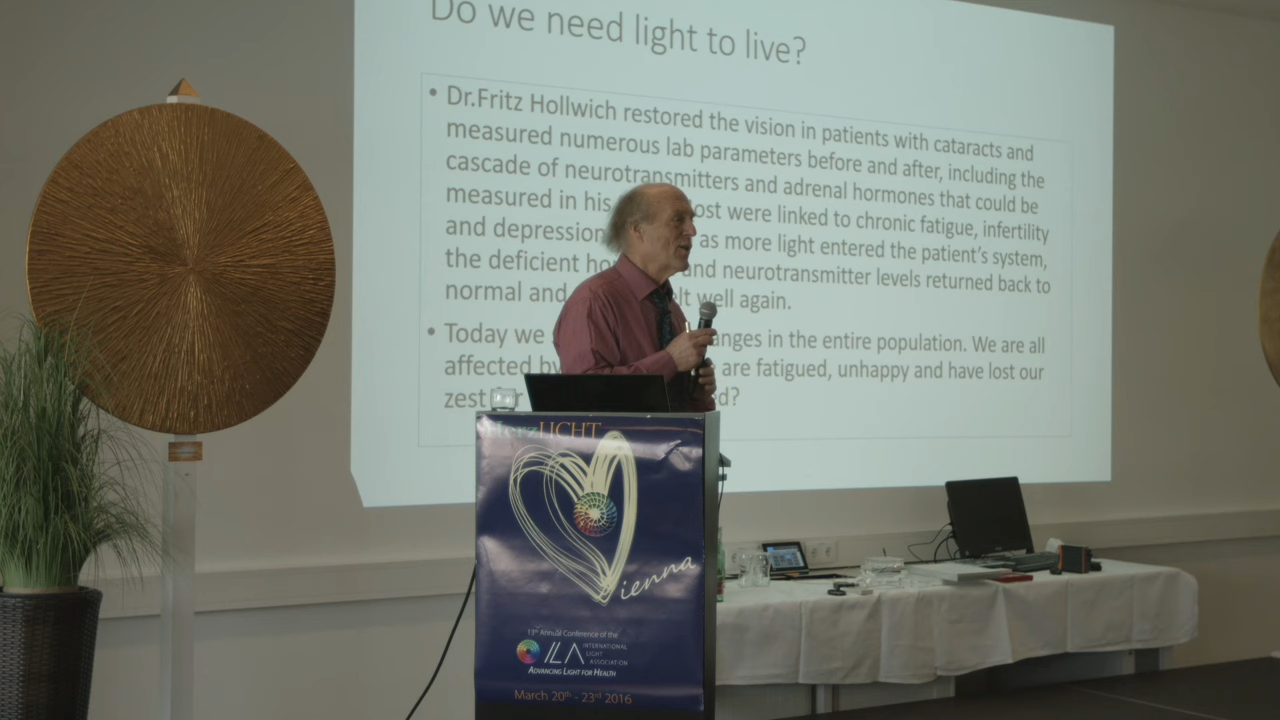 Do we need light to live?
• Dr.Fritz Hollwich restored the vision in patients with cataracts and
measured numerous lab parameters before and after, including the
cascade of neurotransmitters and adrenal hormones that could be
measured in his ost were linked to chronic fatigue, infertility
and depression as more light entered the patient's system,
the deficient ho and neurotransmitter levels returned back to
normal and elt well again.
• Today we anges in the entire population. We are all
affected by are fatigued, unhappy and have lost our
zest d?
HerzLICHT
Vienna
13th Annual Conference of the
ILA INTERNATIONAL
LIGHT
ASSOCIATION
ADVANCING LIGHT FOR HEALTH
March 20th - 23rd 2016